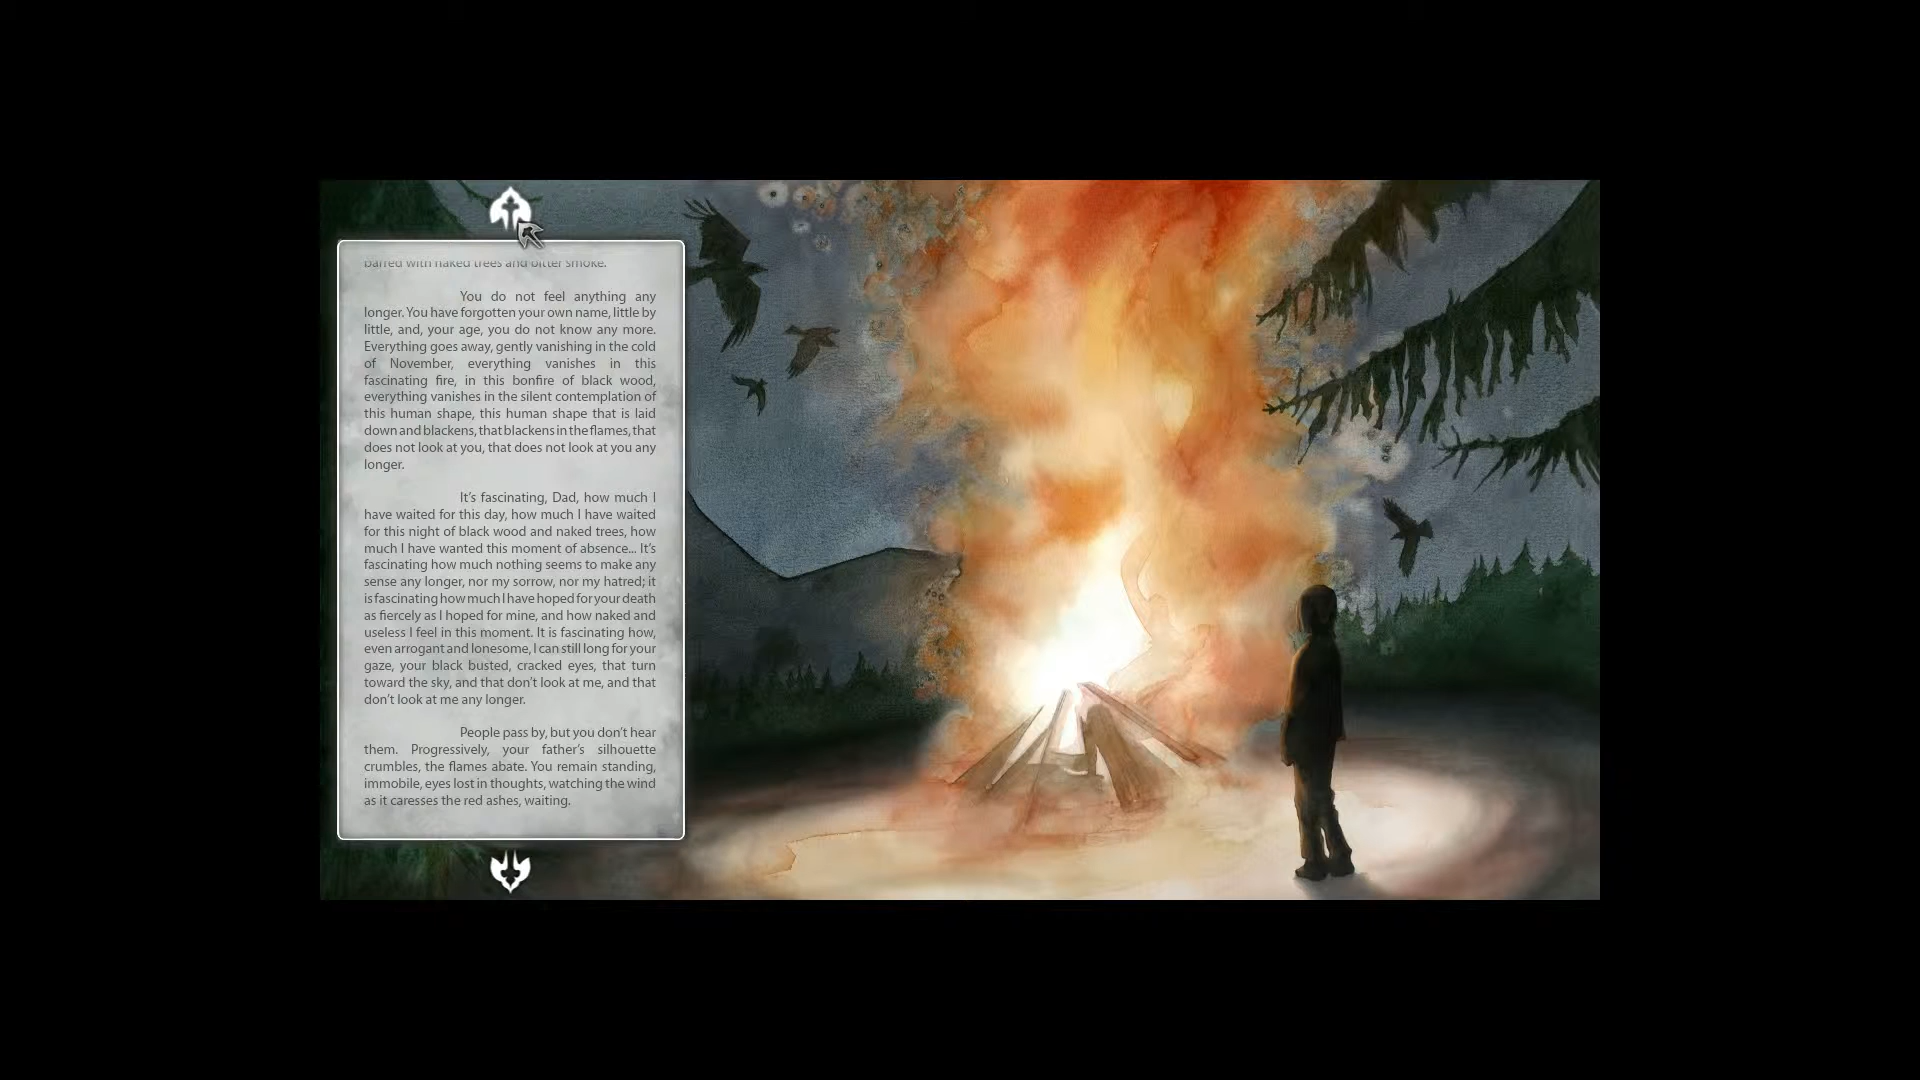 barred with naked trees and bitter smoke.
You do not feel anything any
longer. You have forgotten your own name, little by
little, and, your age, you do not know any more.
Everything goes away, gently vanishing in the cold
of November, everything vanishes in this
fascinating fire, in this bonfire of black wood,
everything vanishes in the silent contemplation of
this human shape, this human shape that is laid
down and blackens, that blackens in the flames, that
does not look at you, that does not look at you any
longer.
It's fascinating, Dad, how much I
have waited for this day, how much I have waited
for this night of black wood and naked trees, how
much I have wanted this moment of absence... It's
fascinating how much nothing seems to make any
sense any longer, nor my sorrow, nor my hatred; it
is fascinating how much I have hoped for your death
as fiercely as I hoped for mine, and how naked and
useless I feel in this moment. It is fascinating how,
even arrogant and lonesome, I can still long for your
gaze, your black busted, cracked eyes, that turn
toward the sky, and that don't look at me, and that
don't look at me any longer.
People pass by, but you don't hear
them. Progressively, your father's silhouette
crumbles, the flames abate. You remain standing,
immobile, eyes lost in thoughts, watching the wind
as it caresses the red ashes, waiting.